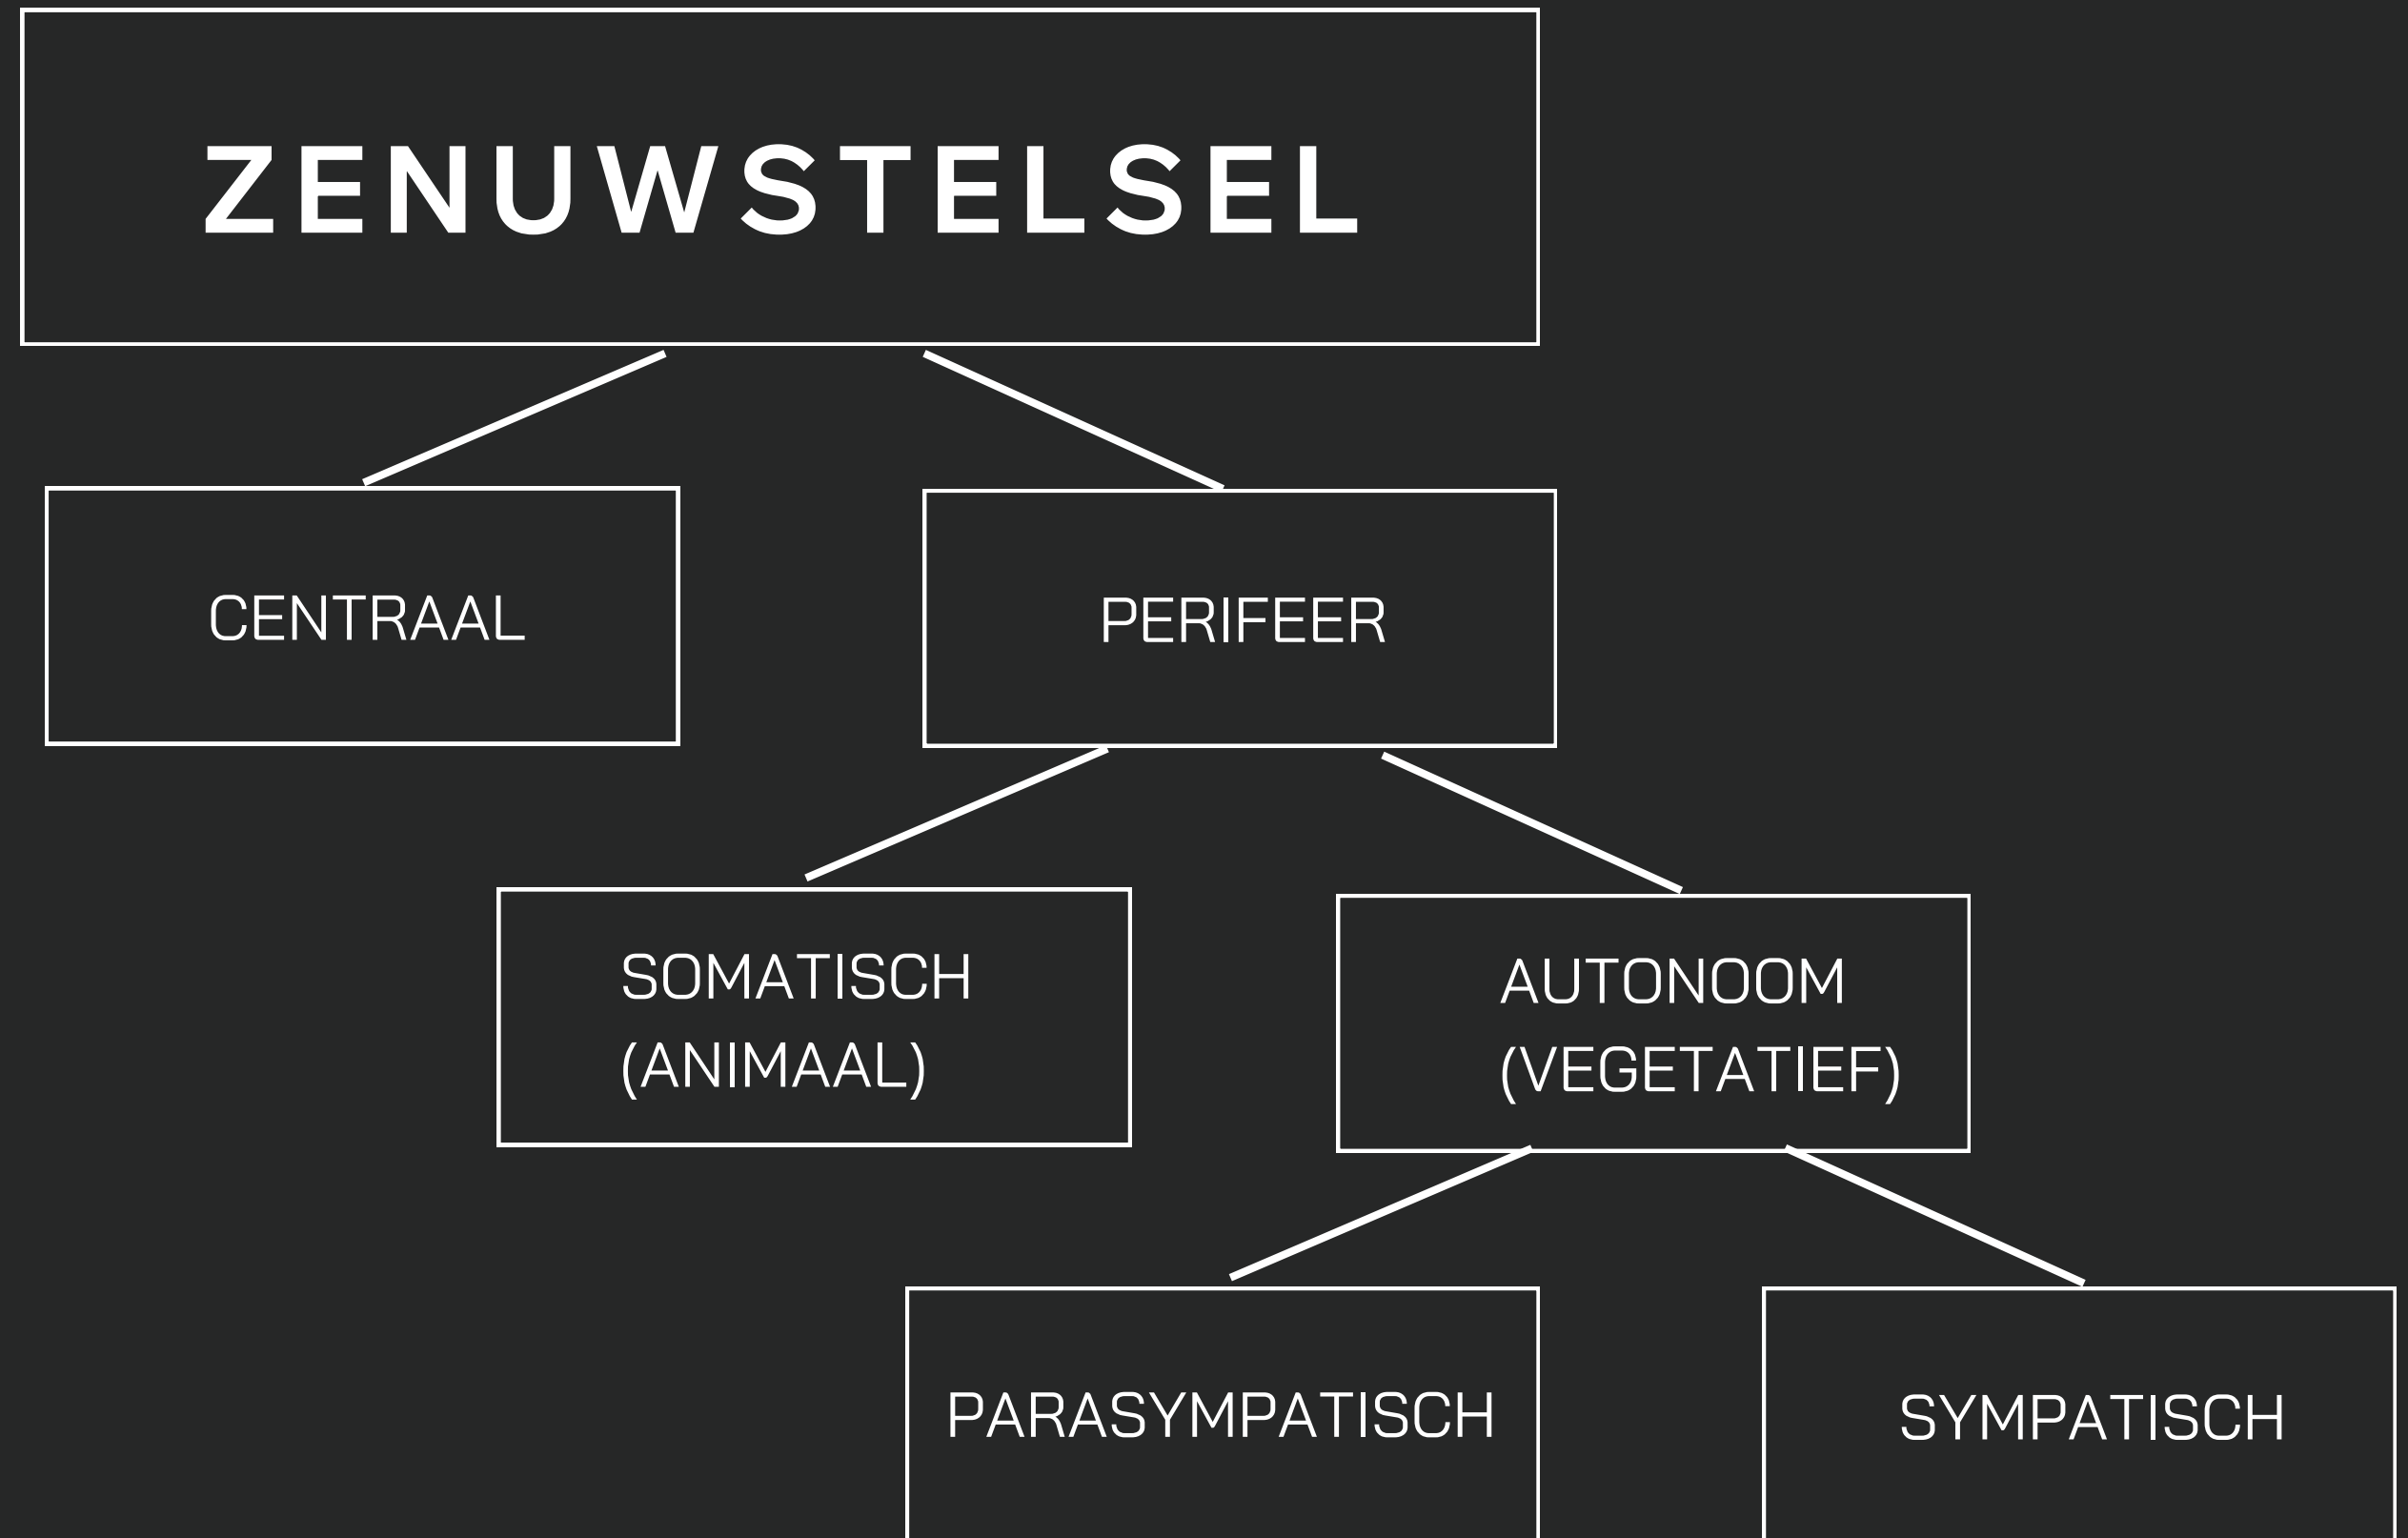 ZENUWSTELSEL
CENTRAAL
PERIFEER
SOMATISCH
(ANIMAAL)
AUTONOOM
(VEGETATIEF)
PARASYMPATISCH
SYMPATISCH